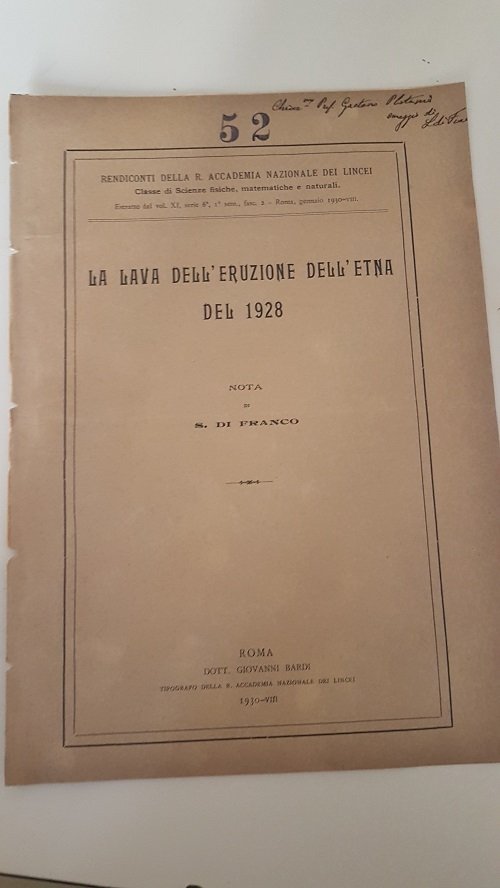 52
Chiar.mo Prof. Gaetano
omaggio di
RENDICONTI DELLA R. ACCADEMIA NAZIONALE DEI LINCEI
Classe di Scienze fisiche, matematiche e naturali.
Estratto dal vol. XI, serie 6ª, 1º sem., fasc. 2 - Roma, gennaio 1930-VIII.
LA LAVA DELL'ERUZIONE DELL'ETNA
DEL 1928
NOTA
DI
S. DI FRANCO
ROMA
DOTT. GIOVANNI BARDI
TIPOGRAFO DELLA R. ACCADEMIA NAZIONALE DEI LINCEI
1930-VIII